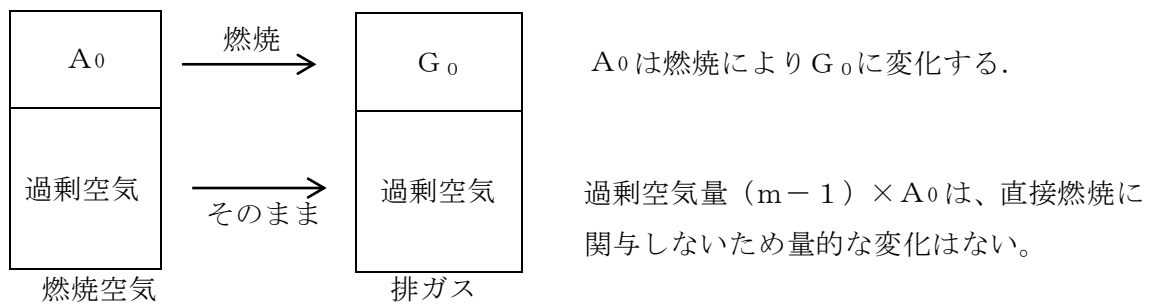 A0
燃焼
G0
A0は燃焼によりG0に変化する.
過剰空気
そのまま
過剰空気
過剰空気量（m－1）×A0は、直接燃焼に
関与しないため量的な変化はない。
燃焼空気
排ガス